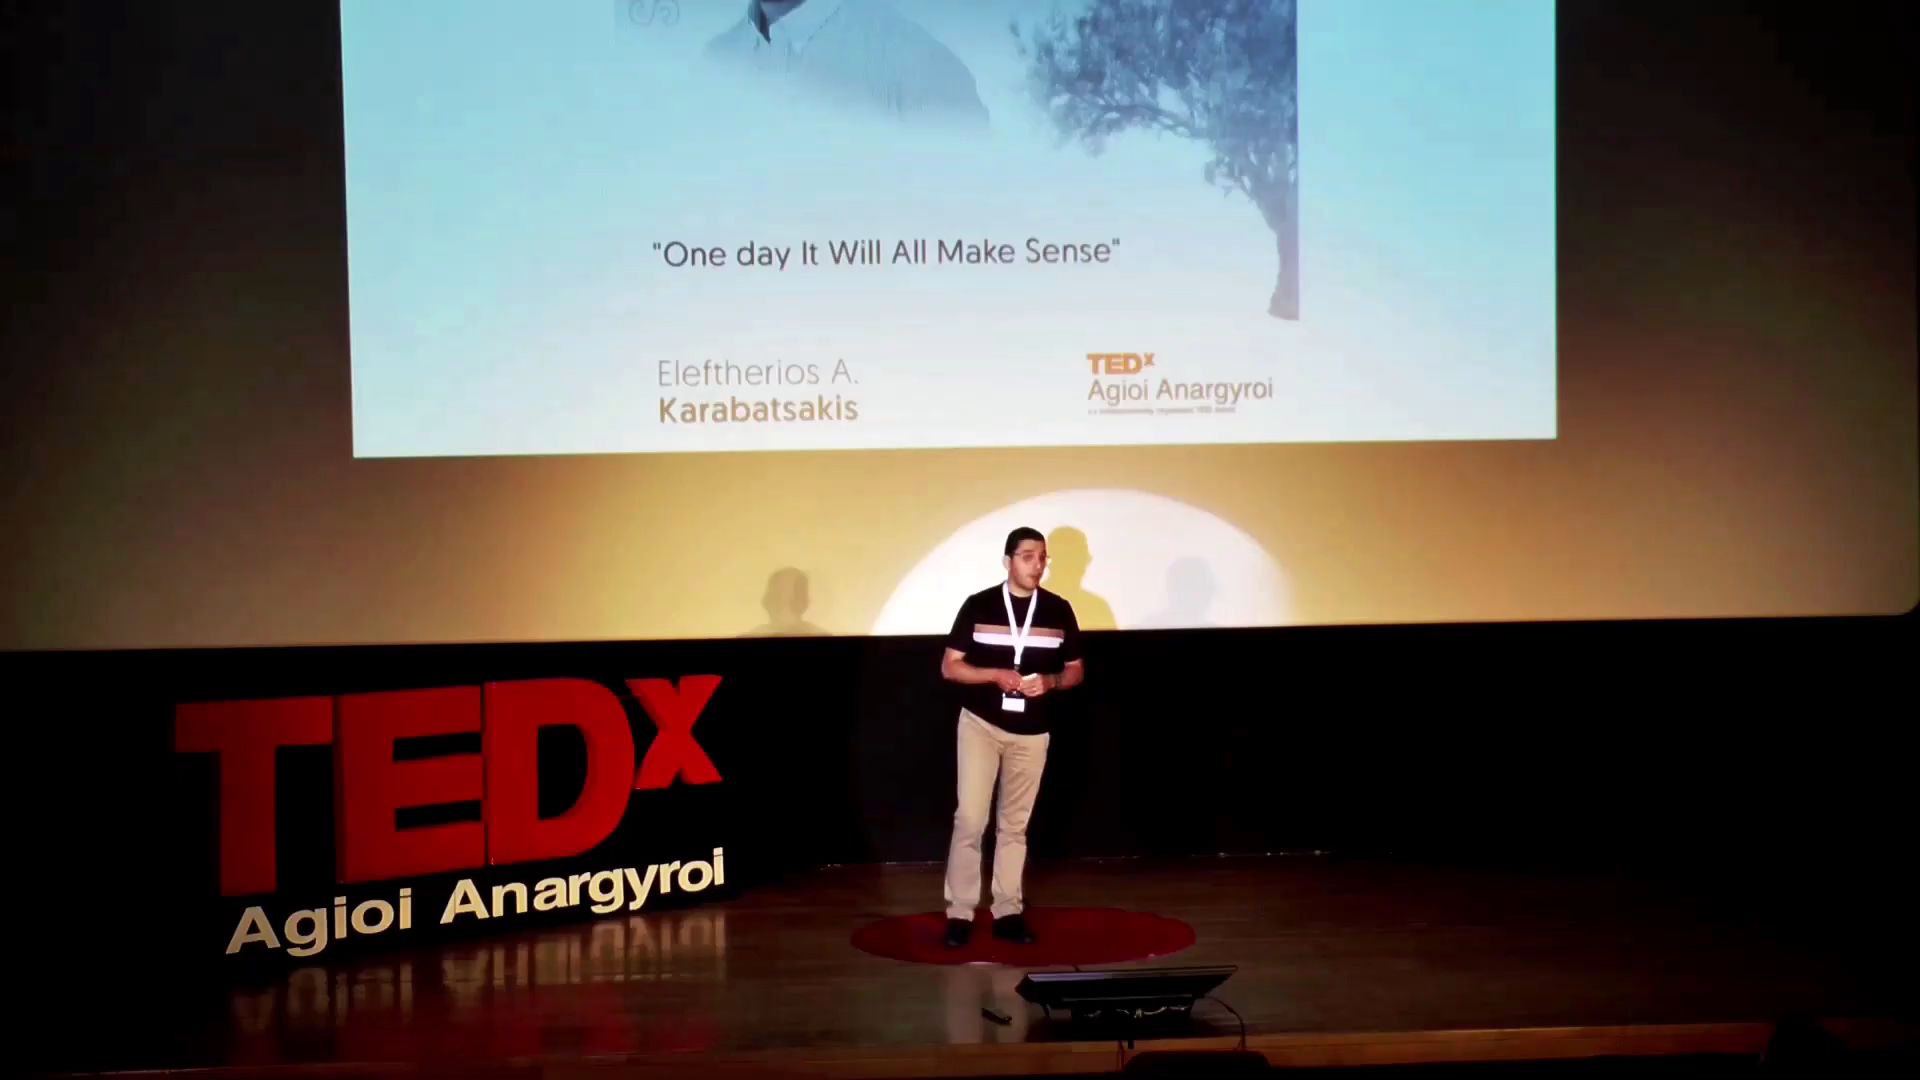 "One day It Will All Make Sense"
Eleftherios A.
Karabatsakis
TEDx
Agioi Anargyroi
TEDx
Agioi Anargyroi